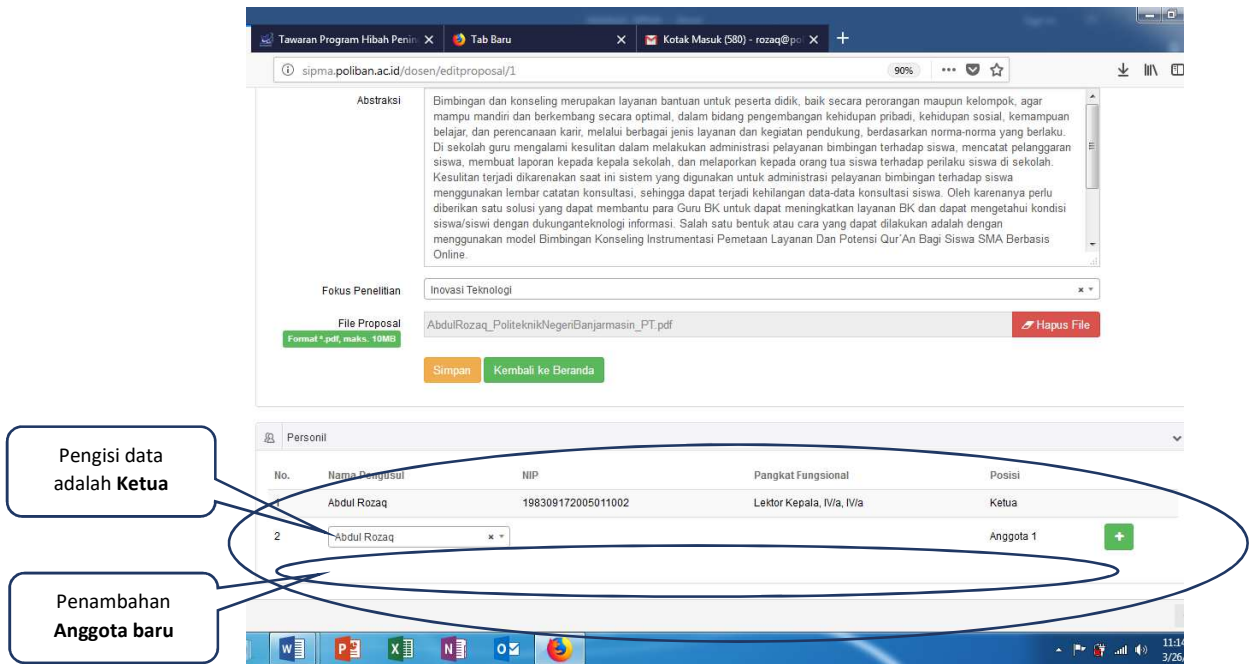 Tawaran Program Hibah Penin
Tab Baru
Kotak Masuk (580) - rozaq@po
sipma.poliban.ac.id/dosen/editproposal/1
90%
Abstraksi
Bimbingan dan konseling merupakan layanan bantuan untuk peserta didik, baik secara perorangan maupun kelompok, agar
mampu mandiri dan berkembang secara optimal, dalam bidang pengembangan kehidupan pribadi, kehidupan sosial, kemampuan
belajar, dan perencanaan karir, melalui berbagai jenis layanan dan kegiatan pendukung, berdasarkan norma-norma yang berlaku.
Di sekolah guru mengalami kesulitan dalam melakukan administrasi pelayanan bimbingan terhadap siswa, mencatat pelanggaran
siswa, membuat laporan kepada kepala sekolah, dan melaporkan kepada orang tua siswa terhadap perilaku siswa di sekolah.
Kesulitan terjadi dikarenakan saat ini sistem yang digunakan untuk administrasi pelayanan bimbingan terhadap siswa
menggunakan lembar catatan konsultasi, sehingga dapat terjadi kehilangan data-data konsultasi siswa. Oleh karenanya perlu
diberikan satu solusi yang dapat membantu para Guru BK untuk dapat meningkatkan layanan BK dan dapat mengetahui kondisi
siswa/siswi dengan dukunganteknologi informasi. Salah satu bentuk atau cara yang dapat dilakukan adalah dengan
menggunakan model Bimbingan Konseling Instrumentasi Pemetaan Layanan Dan Potensi Qur`An Bagi Siswa SMA Berbasis
Online.
Fokus Penelitian
Inovasi Teknologi
File Proposal
Format *.pdf, maks. 10MB
AbdulRozaq_PoliteknikNegeriBanjarmasin_PT.pdf
Hapus File
Simpan
Kembali ke Beranda
Personil
No. Nama Pengusul NIP Pangkat Fungsional Posisi
1 Abdul Rozaq 198309172005011002 Lektor Kepala, IV/a, IV/a Ketua
2 Abdul Rozaq Anggota 1
Pengisi data
adalah Ketua
Penambahan
Anggota baru
11:14
3/26/